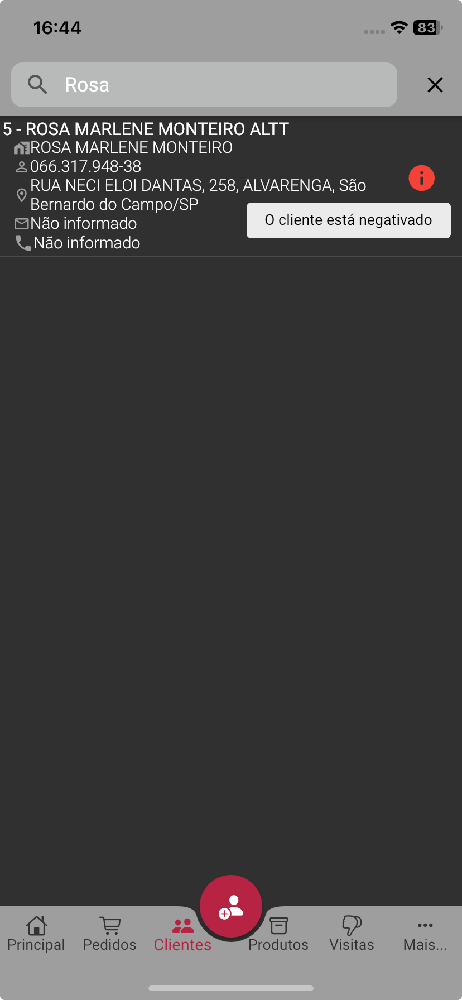 16:44
83
Rosa
5 - ROSA MARLENE MONTEIRO ALTT
ROSA MARLENE MONTEIRO
066.317.948-38
RUA NECI ELOI DANTAS, 258, ALVARENGA, São
Bernardo do Campo/SP
O cliente está negativado
Não informado
Não informado
Principal
Pedidos
Clientes
Produtos
Visitas
Mais...